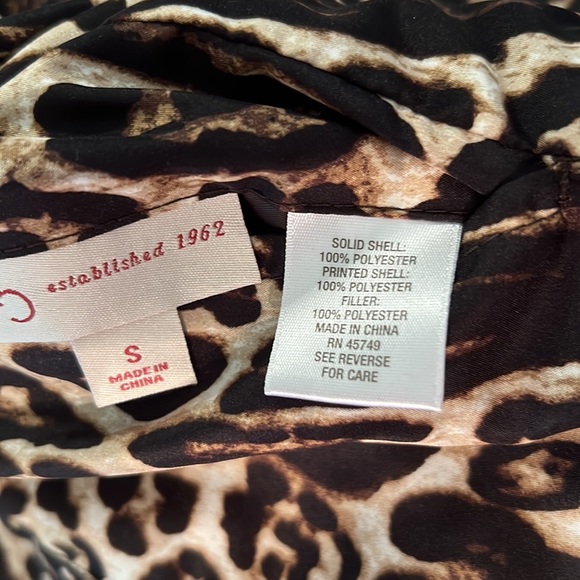 established 1962
S
MADE IN
CHINA
SOLID SHELL:
100% POLYESTER
PRINTED SHELL:
100% POLYESTER
FILLER:
100% POLYESTER
MADE IN CHINA
RN 45749
SEE REVERSE
FOR CARE